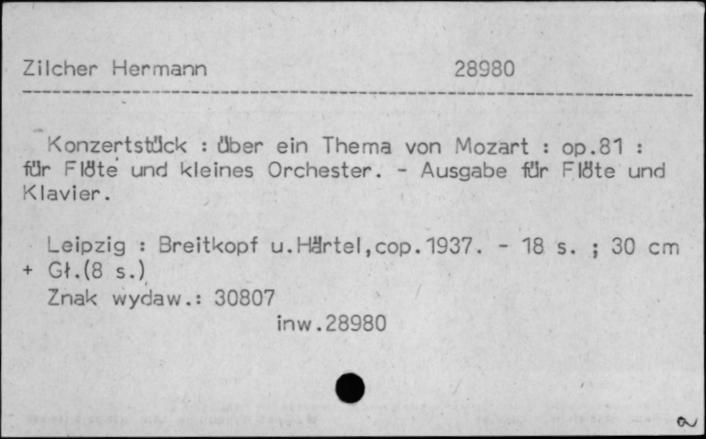 Zilcher Hermann 28980
Konzertstück : über ein Thema von Mozart : op.81 :
für Flöte und kleines Orchester. - Ausgabe für Flöte und
Klavier.
Leipzig : Breitkopf u.Härtel,cop.1937. - 18 s. ; 30 cm
+ Gł.(8 s.)
Znak wydaw.: 30807
inw.28980
a